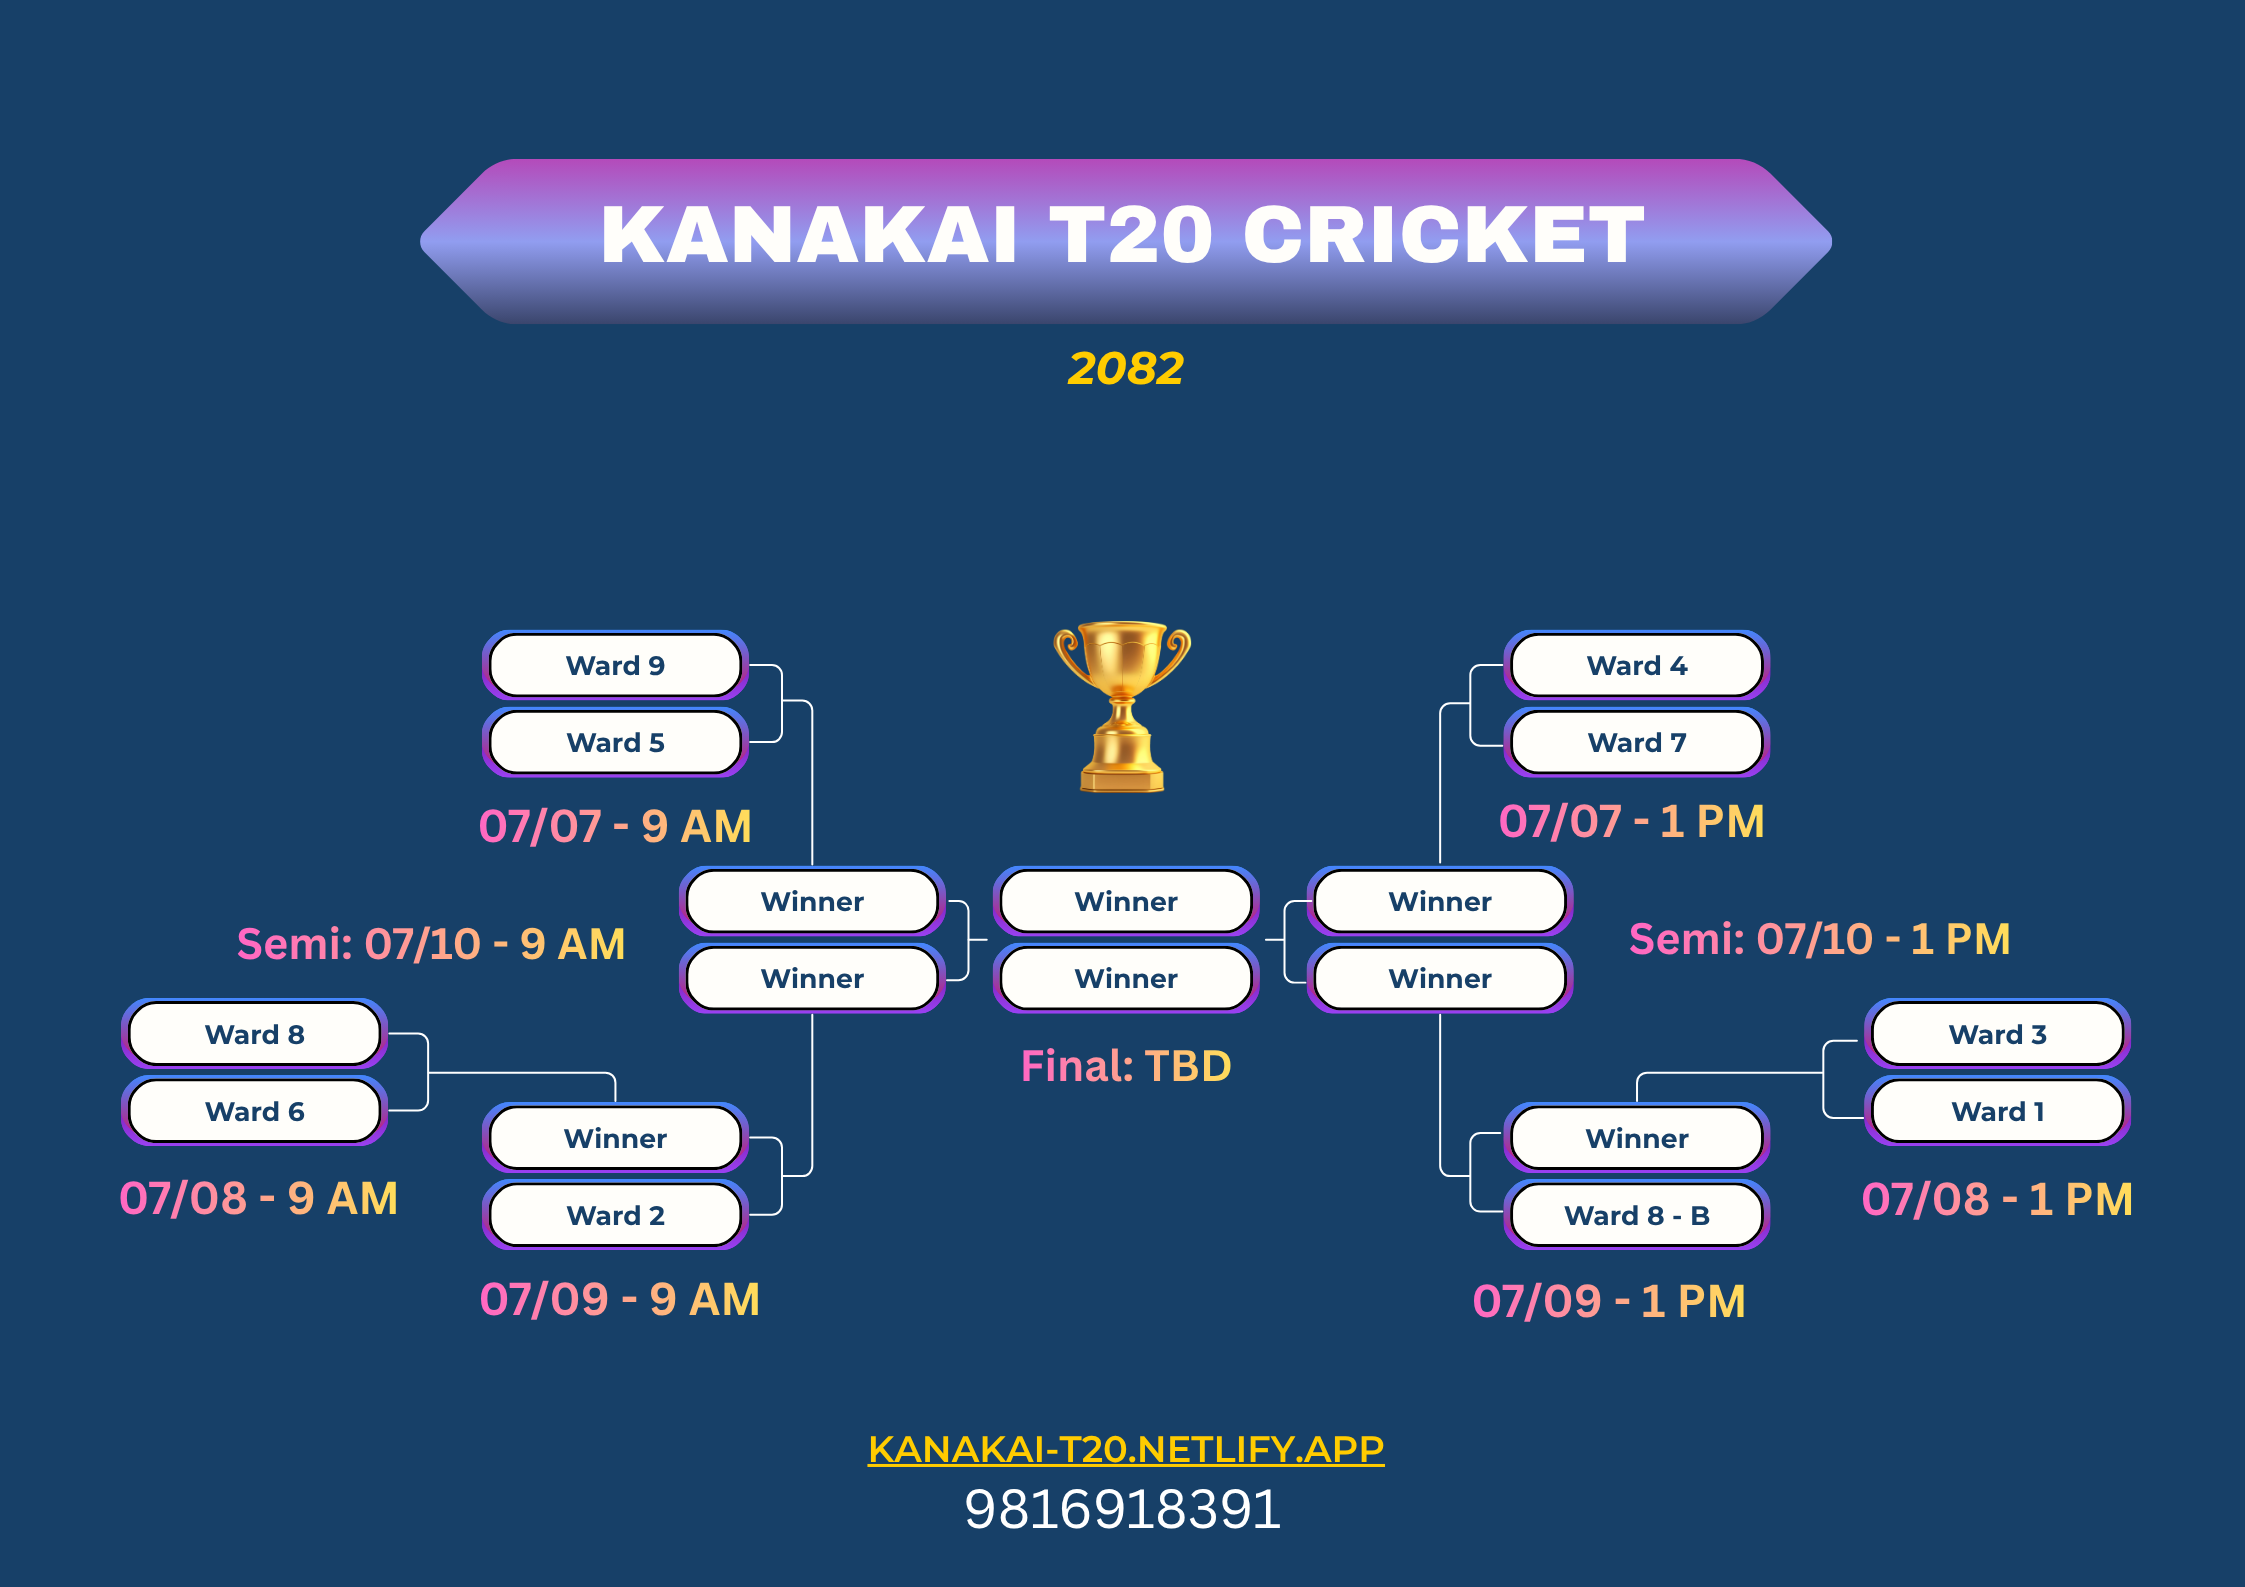 KANAKAI T20 CRICKET
2082
Ward 9
Ward 5
07/07 - 9 AM
Ward 4
Ward 7
07/07 - 1 PM
Winner
Winner
Winner
Winner
Winner
Winner
Semi: 07/10 - 9 AM
Semi: 07/10 - 1 PM
Final: TBD
Ward 8
Ward 6
07/08 - 9 AM
Winner
Ward 2
07/09 - 9 AM
Ward 3
Ward 1
07/08 - 1 PM
Winner
Ward 8 - B
07/09 - 1 PM
KANAKAI-T20.NETLIFY.APP
9816918391